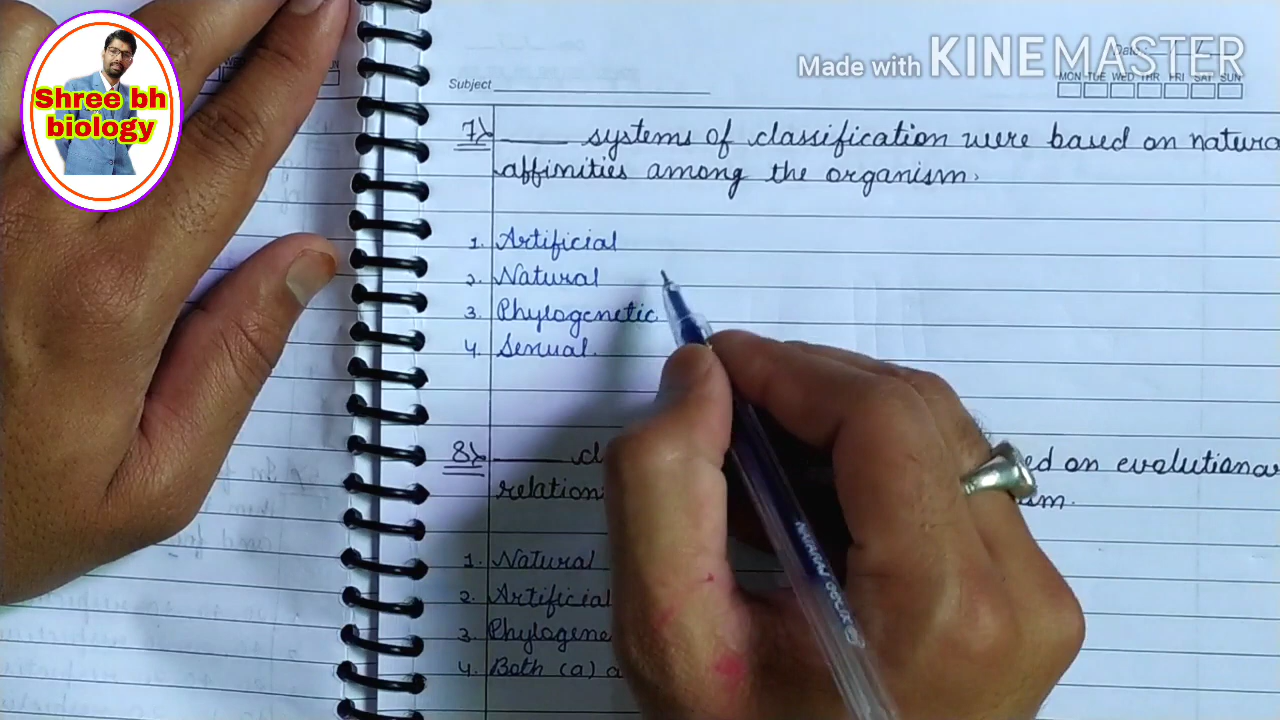 Shree bh
biology
Made with KINEMASTER
Date: / /
MON TUE WED THR FRI SAT SUN
Subject
7) ____ systems of classification were based on natura
affinities among the organism.
1. Artificial
2. Natural
3. Phylogenetic
4. Sexual.
8) ____ ed on evolutionar
relation
1. Natural
2. Artificial
3. Phylogene
4. Both (a)